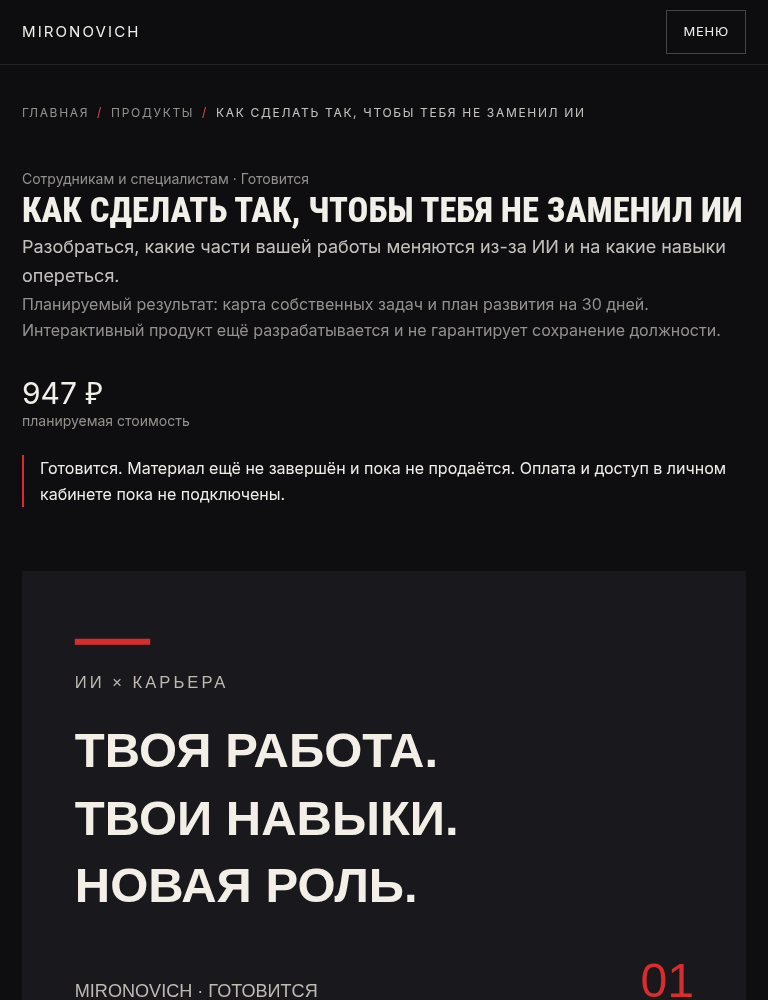 MIRONOVICH
МЕНЮ
ГЛАВНАЯ / ПРОДУКТЫ / КАК СДЕЛАТЬ ТАК, ЧТОБЫ ТЕБЯ НЕ ЗАМЕНИЛ ИИ
Сотрудникам и специалистам · Готовится
КАК СДЕЛАТЬ ТАК, ЧТОБЫ ТЕБЯ НЕ ЗАМЕНИЛ ИИ
Разобраться, какие части вашей работы меняются из-за ИИ и на какие навыки
опереться.
Планируемый результат: карта собственных задач и план развития на 30 дней.
Интерактивный продукт ещё разрабатывается и не гарантирует сохранение должности.
947 ₽
планируемая стоимость
Готовится. Материал ещё не завершён и пока не продаётся. Оплата и доступ в личном
кабинете пока не подключены.
ИИ × КАРЬЕРА
ТВОЯ РАБОТА.
ТВОИ НАВЫКИ.
НОВАЯ РОЛЬ.
MIRONOVICH · ГОТОВИТСЯ
01